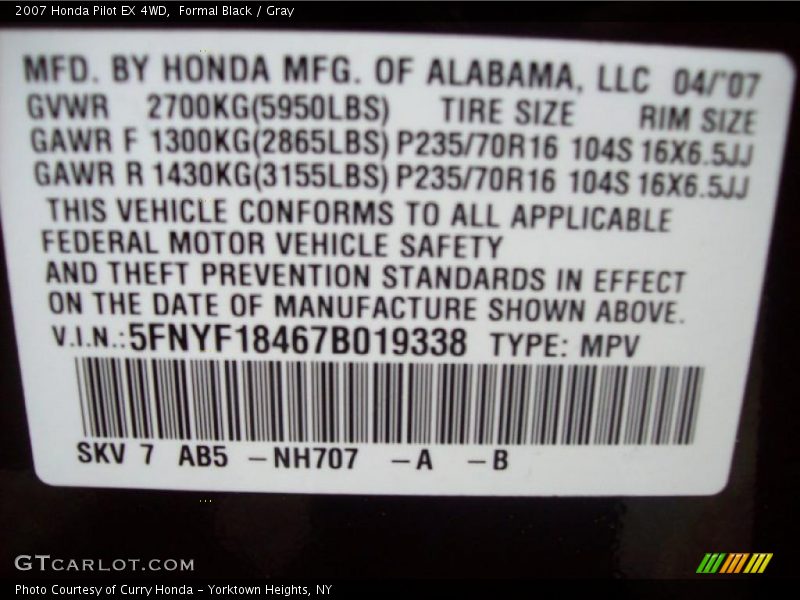 2007 Honda Pilot EX 4WD,  Formal Black / Gray
MFD. BY HONDA MFG. OF ALABAMA, LLC 04/'07
GVWR 2700KG(5950LBS) TIRE SIZE RIM SIZE
GAWR F 1300KG(2865LBS) P235/70R16 104S 16X6.5JJ
GAWR R 1430KG(3155LBS) P235/70R16 104S 16X6.5JJ
THIS VEHICLE CONFORMS TO ALL APPLICABLE
FEDERAL MOTOR VEHICLE SAFETY
AND THEFT PREVENTION STANDARDS IN EFFECT
ON THE DATE OF MANUFACTURE SHOWN ABOVE.
V.I.N.:5FNYF18467B019338 TYPE: MPV
SKV 7 AB5 -NH707 -A -B
GTCARLOT.COM
Photo Courtesy of Curry Honda - Yorktown Heights, NY